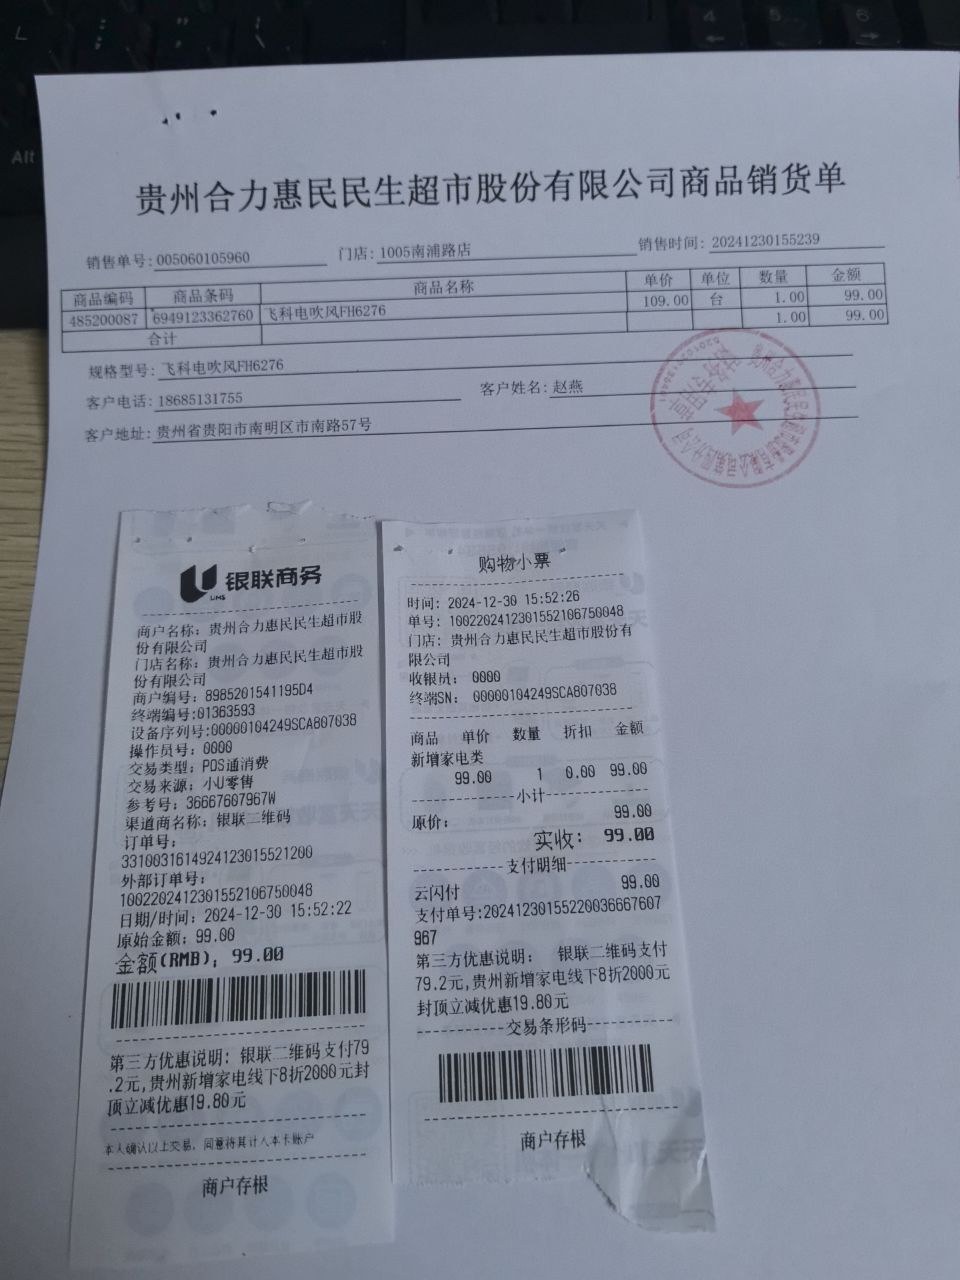 贵州合力惠民民生超市股份有限公司商品销货单
销售单号: 005060105960 门店: 1005南浦路店 销售时间: 20241230155239
商品编码 商品条码 商品名称 单价 单位 数量 金额
485200087 6949123362760 飞科电吹风FH6276 109.00 台 1.00 99.00
合计 1.00 99.00
规格型号: 飞科电吹风FH6276
客户电话: 18685131755 客户姓名: 赵燕
客户地址: 贵州省贵阳市南明区市南路57号
银联商务
UMS
商户名称: 贵州合力惠民民生超市股
份有限公司
门店名称: 贵州合力惠民民生超市股
份有限公司
商户编号: 8985201541195D4
终端编号:01363593
设备序列号:00000104249SCA807038
操作员号: 0000
交易类型: POS通消费
交易来源: 小U零售
参考号: 36667607967W
渠道商名称: 银联二维码
订单号:
3310031614924123015521200
外部订单号:
1002202412301552106750048
日期/时间: 2024-12-30 15:52:22
原始金额: 99.00
金额(RMB): 99.00
第三方优惠说明: 银联二维码支付79
.2元,贵州新增家电线下8折2000元封
顶立减优惠19.80元
本人确认以上交易, 同意将其计入本卡账户
商户存根
购物小票
时间: 2024-12-30 15:52:26
单号: 1002202412301552106750048
门店: 贵州合力惠民民生超市股份有
限公司
收银员: 0000
终端SN: 00000104249SCA807038
商品 单价 数量 折扣 金额
新增家电类
99.00 1 0.00 99.00
小计
原价: 99.00
实收: 99.00
支付明细
云闪付 99.00
支付单号:20241230155220036667607
967
第三方优惠说明: 银联二维码支付
79.2元,贵州新增家电线下8折2000元
封顶立减优惠19.80元
交易条形码
商户存根